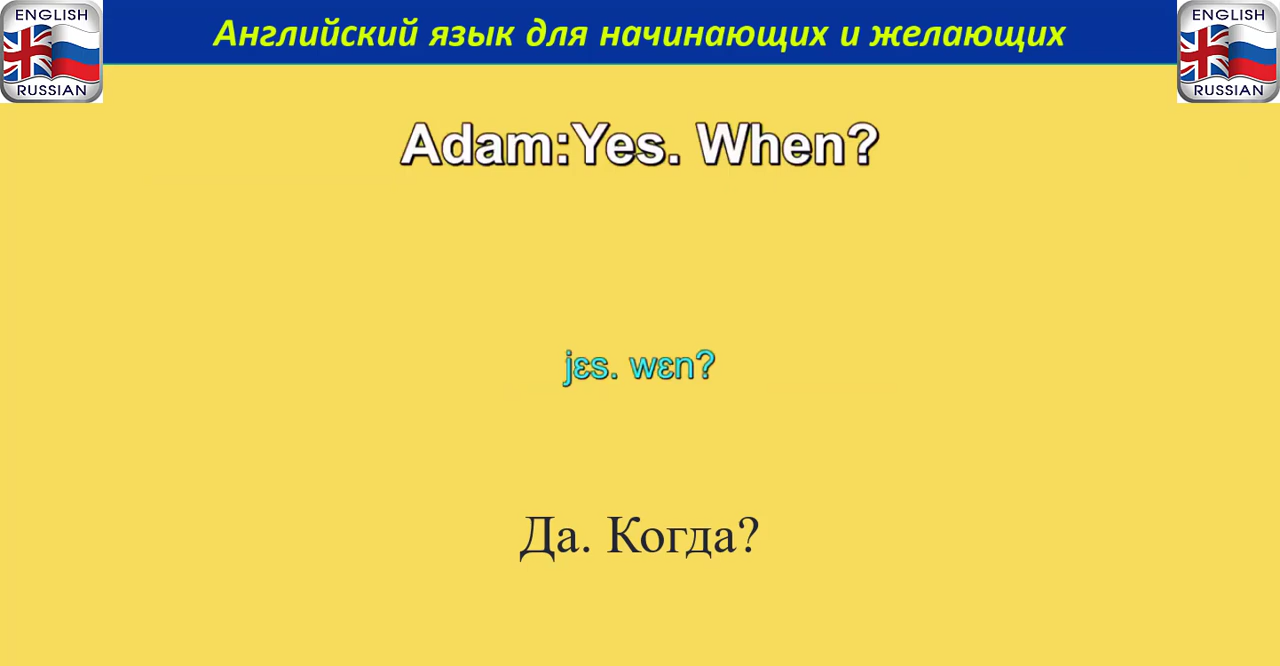 ENGLISH
RUSSIAN
Английский язык для начинающих и желающих
ENGLISH
RUSSIAN
Adam:Yes. When?
jɛs. wɛn?
Да. Когда?